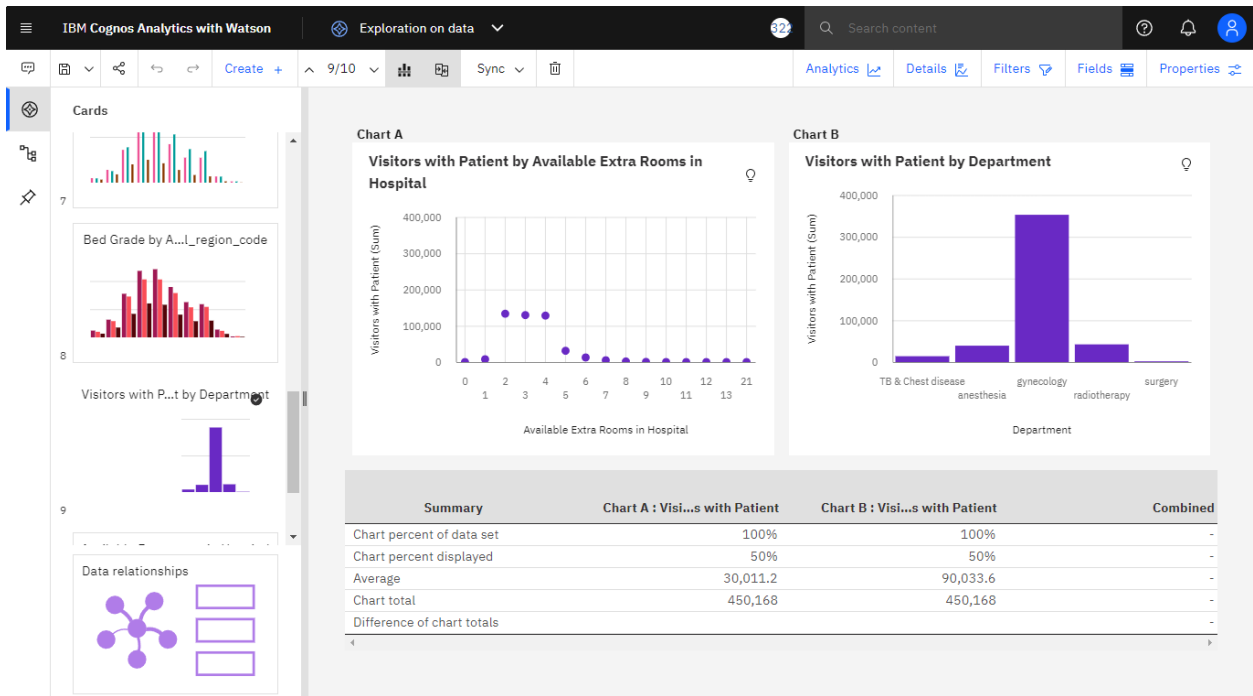 IBM Cognos Analytics with Watson
Exploration on data
322
Search content
Create +
9/10
Sync
Analytics
Details
Filters
Fields
Properties
Cards
7
Bed Grade by A...l_region_code
8
Visitors with P...t by Department
9
Data relationships
Chart A
Visitors with Patient by Available Extra Rooms in
Hospital
Visitors with Patient (Sum)
400,000
300,000
200,000
100,000
0
0 2 4 6 8 10 12 21
1 3 5 7 9 11 13
Available Extra Rooms in Hospital
Chart B
Visitors with Patient by Department
Visitors with Patient (Sum)
400,000
300,000
200,000
100,000
0
TB & Chest disease gynecology surgery
anesthesia radiotherapy
Department
Summary Chart A : Visi...s with Patient Chart B : Visi...s with Patient Combined
Chart percent of data set 100% 100% -
Chart percent displayed 50% 50% -
Average 30,011.2 90,033.6 -
Chart total 450,168 450,168 -
Difference of chart totals -